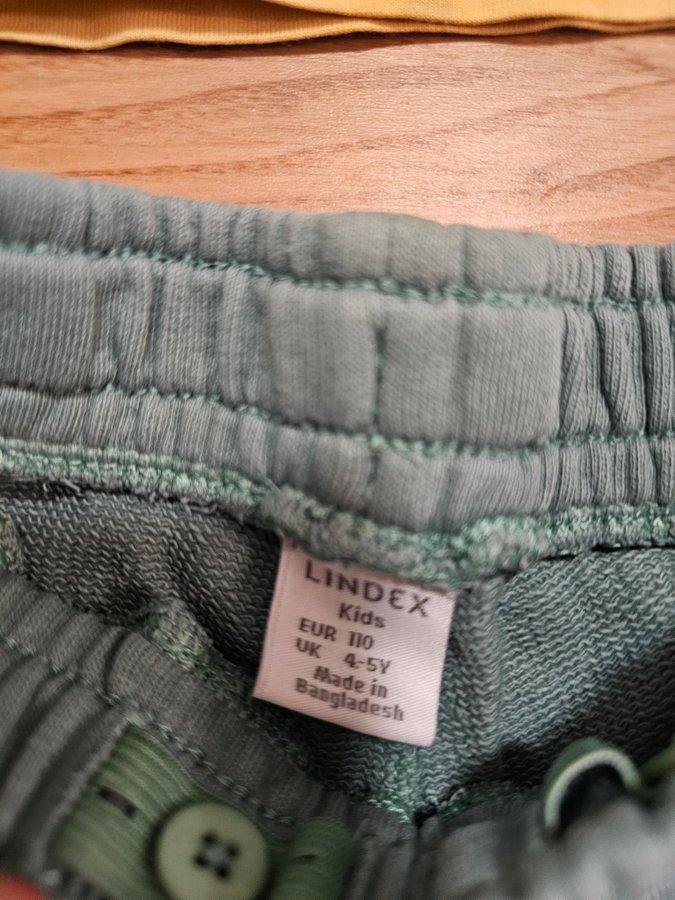 LINDEX
Kids
EUR 110
UK 4-5Y
Made in
Bangladesh